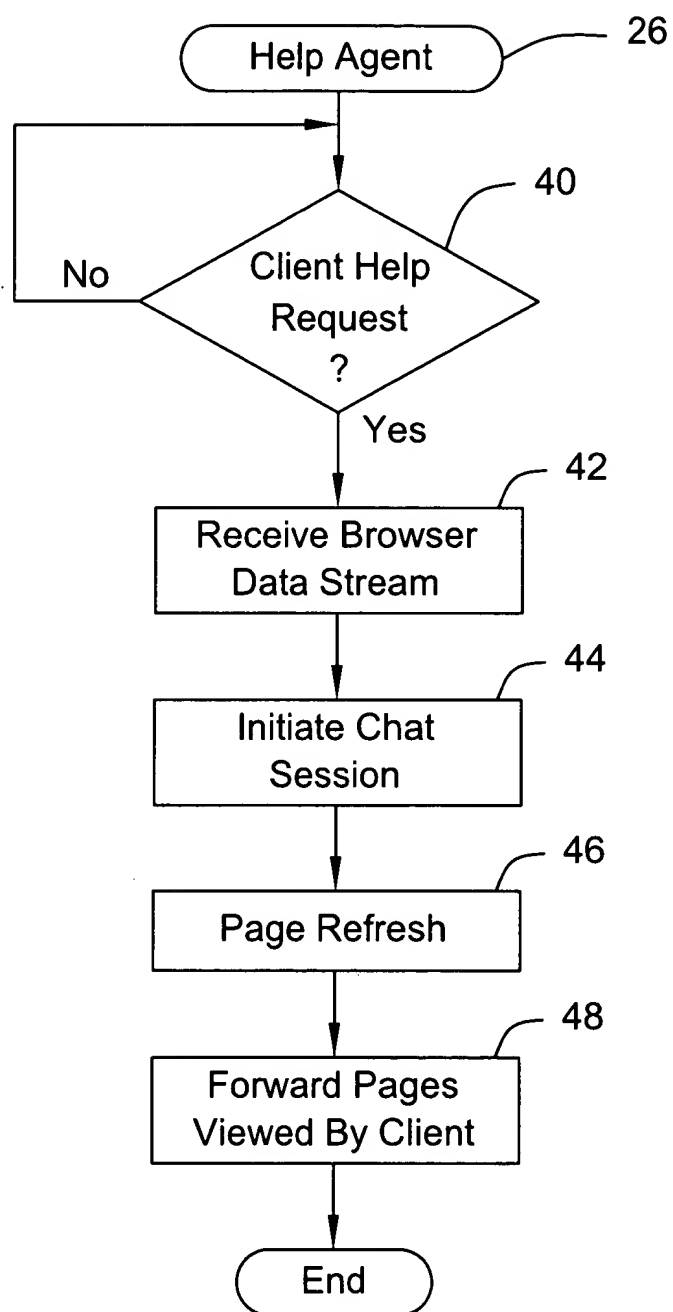 Help Agent
26
40
Client Help
Request
?
No
Yes
42
Receive Browser
Data Stream
44
Initiate Chat
Session
46
Page Refresh
48
Forward Pages
Viewed By Client
End